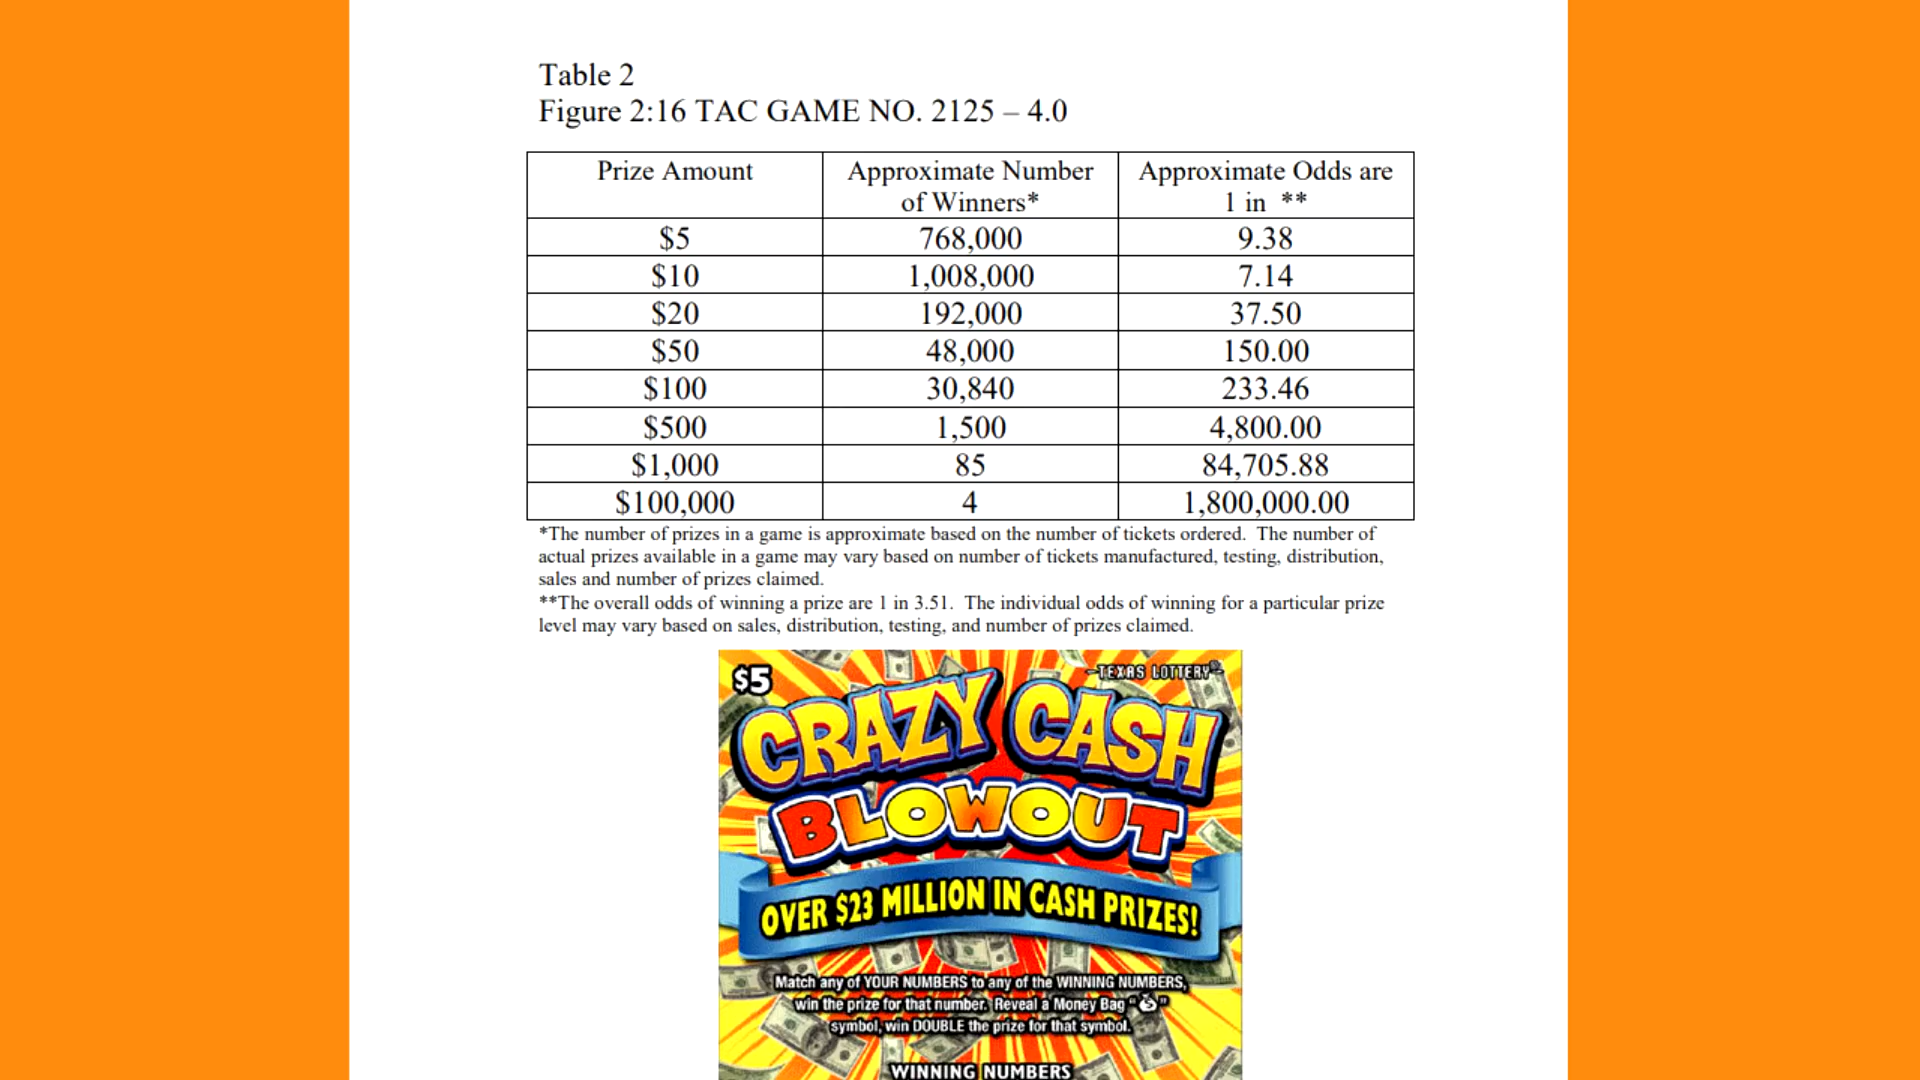 Table 2
Figure 2:16 TAC GAME NO. 2125 – 4.0
Prize Amount Approximate Number of Winners* Approximate Odds are 1 in **
$5 768,000 9.38
$10 1,008,000 7.14
$20 192,000 37.50
$50 48,000 150.00
$100 30,840 233.46
$500 1,500 4,800.00
$1,000 85 84,705.88
$100,000 4 1,800,000.00
*The number of prizes in a game is approximate based on the number of tickets ordered. The number of
actual prizes available in a game may vary based on number of tickets manufactured, testing, distribution,
sales and number of prizes claimed.
**The overall odds of winning a prize are 1 in 3.51. The individual odds of winning for a particular prize
level may vary based on sales, distribution, testing, and number of prizes claimed.
$5
TEXAS LOTTERY®
CRAZY CASH
BLOWOUT
OVER $23 MILLION IN CASH PRIZES!
Match any of YOUR NUMBERS to any of the WINNING NUMBERS,
win the prize for that number. Reveal a Money Bag " "
symbol, win DOUBLE the prize for that symbol.
WINNING NUMBERS